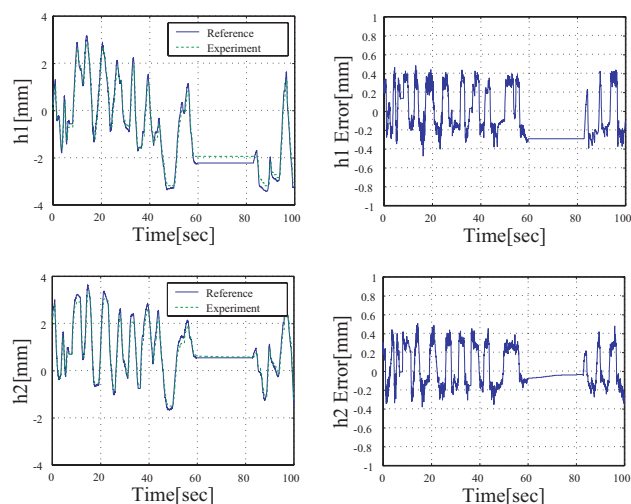 4
2
0
-2
-4
h1[mm]
Reference
Experiment
0 20 40 60 80 100
Time[sec]
1
0.8
0.6
0.4
0.2
0
-0.2
-0.4
-0.6
-0.8
-1
h1 Error[mm]
0 20 40 60 80 100
Time[sec]
4
2
0
-2
-4
h2[mm]
Reference
Experiment
0 20 40 60 80 100
Time[sec]
1
0.8
0.6
0.4
0.2
0
-0.2
-0.4
-0.6
-0.8
-1
h2 Error[mm]
0 20 40 60 80 100
Time[sec]